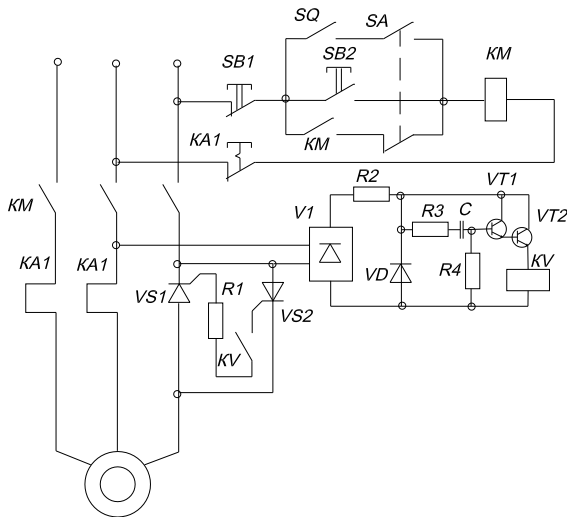 SQ SA
SB1 SB2 KM
KA1 KM
R2 VT1
KM V1 R3 C VT2
KA1 KA1 VD R4 KV
VS1 R1 VS2
KV